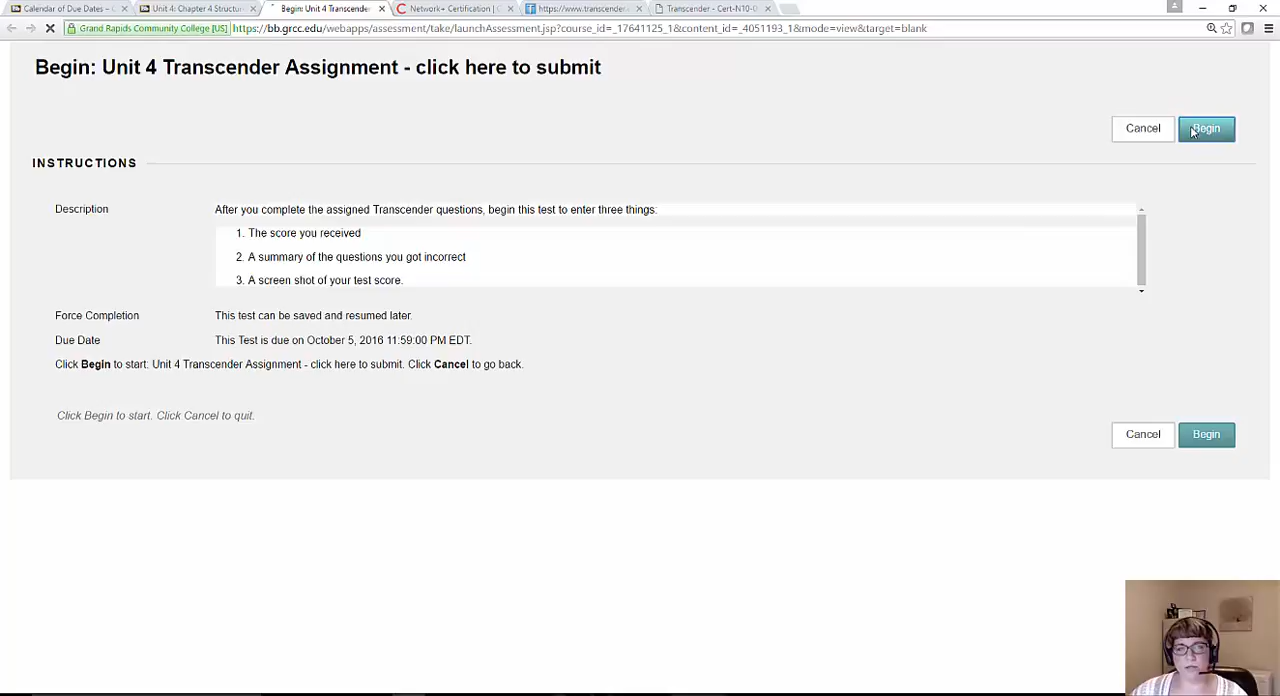 Calendar of Due Dates –
Unit 4: Chapter 4 Structu
Begin: Unit 4 Transcende
Network+ Certification |
https://www.transcender
Transcender - Cert-N10-0
Grand Rapids Community College [US]
https://bb.grcc.edu/webapps/assessment/take/launchAssessment.jsp?course_id=_17641125_1&content_id=_4051193_1&mode=view&target=blank
Begin: Unit 4 Transcender Assignment - click here to submit
Cancel
Begin
INSTRUCTIONS
Description
After you complete the assigned Transcender questions, begin this test to enter three things:
1. The score you received
2. A summary of the questions you got incorrect
3. A screen shot of your test score.
Force Completion
This test can be saved and resumed later.
Due Date
This Test is due on October 5, 2016 11:59:00 PM EDT.
Click Begin to start: Unit 4 Transcender Assignment - click here to submit. Click Cancel to go back.
Click Begin to start. Click Cancel to quit.
Cancel
Begin